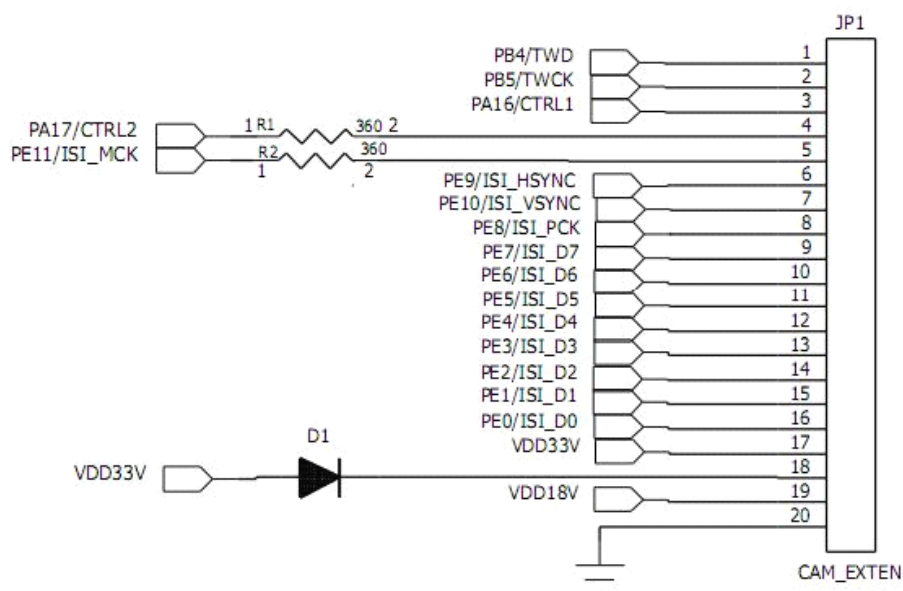 JP1
PB4/TWD 1
PB5/TWCK 2
PA16/CTRL1 3
PA17/CTRL2 1 R1 360 2 4
PE11/ISI_MCK R2 360 5
1 2
PE9/ISI_HSYNC 6
PE10/ISI_VSYNC 7
PE8/ISI_PCK 8
PE7/ISI_D7 9
PE6/ISI_D6 10
PE5/ISI_D5 11
PE4/ISI_D4 12
PE3/ISI_D3 13
PE2/ISI_D2 14
PE1/ISI_D1 15
PE0/ISI_D0 16
VDD33V 17
D1
VDD33V 18
VDD18V 19
20
CAM_EXTEN